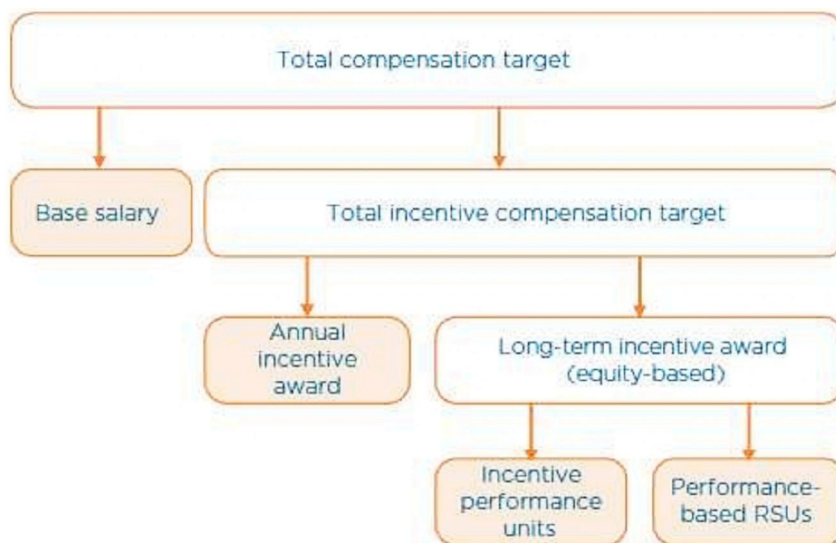 Total compensation target
Base salary
Total incentive compensation target
Annual
incentive
award
Long-term incentive award
(equity-based)
Incentive
performance
units
Performance-
based RSUs